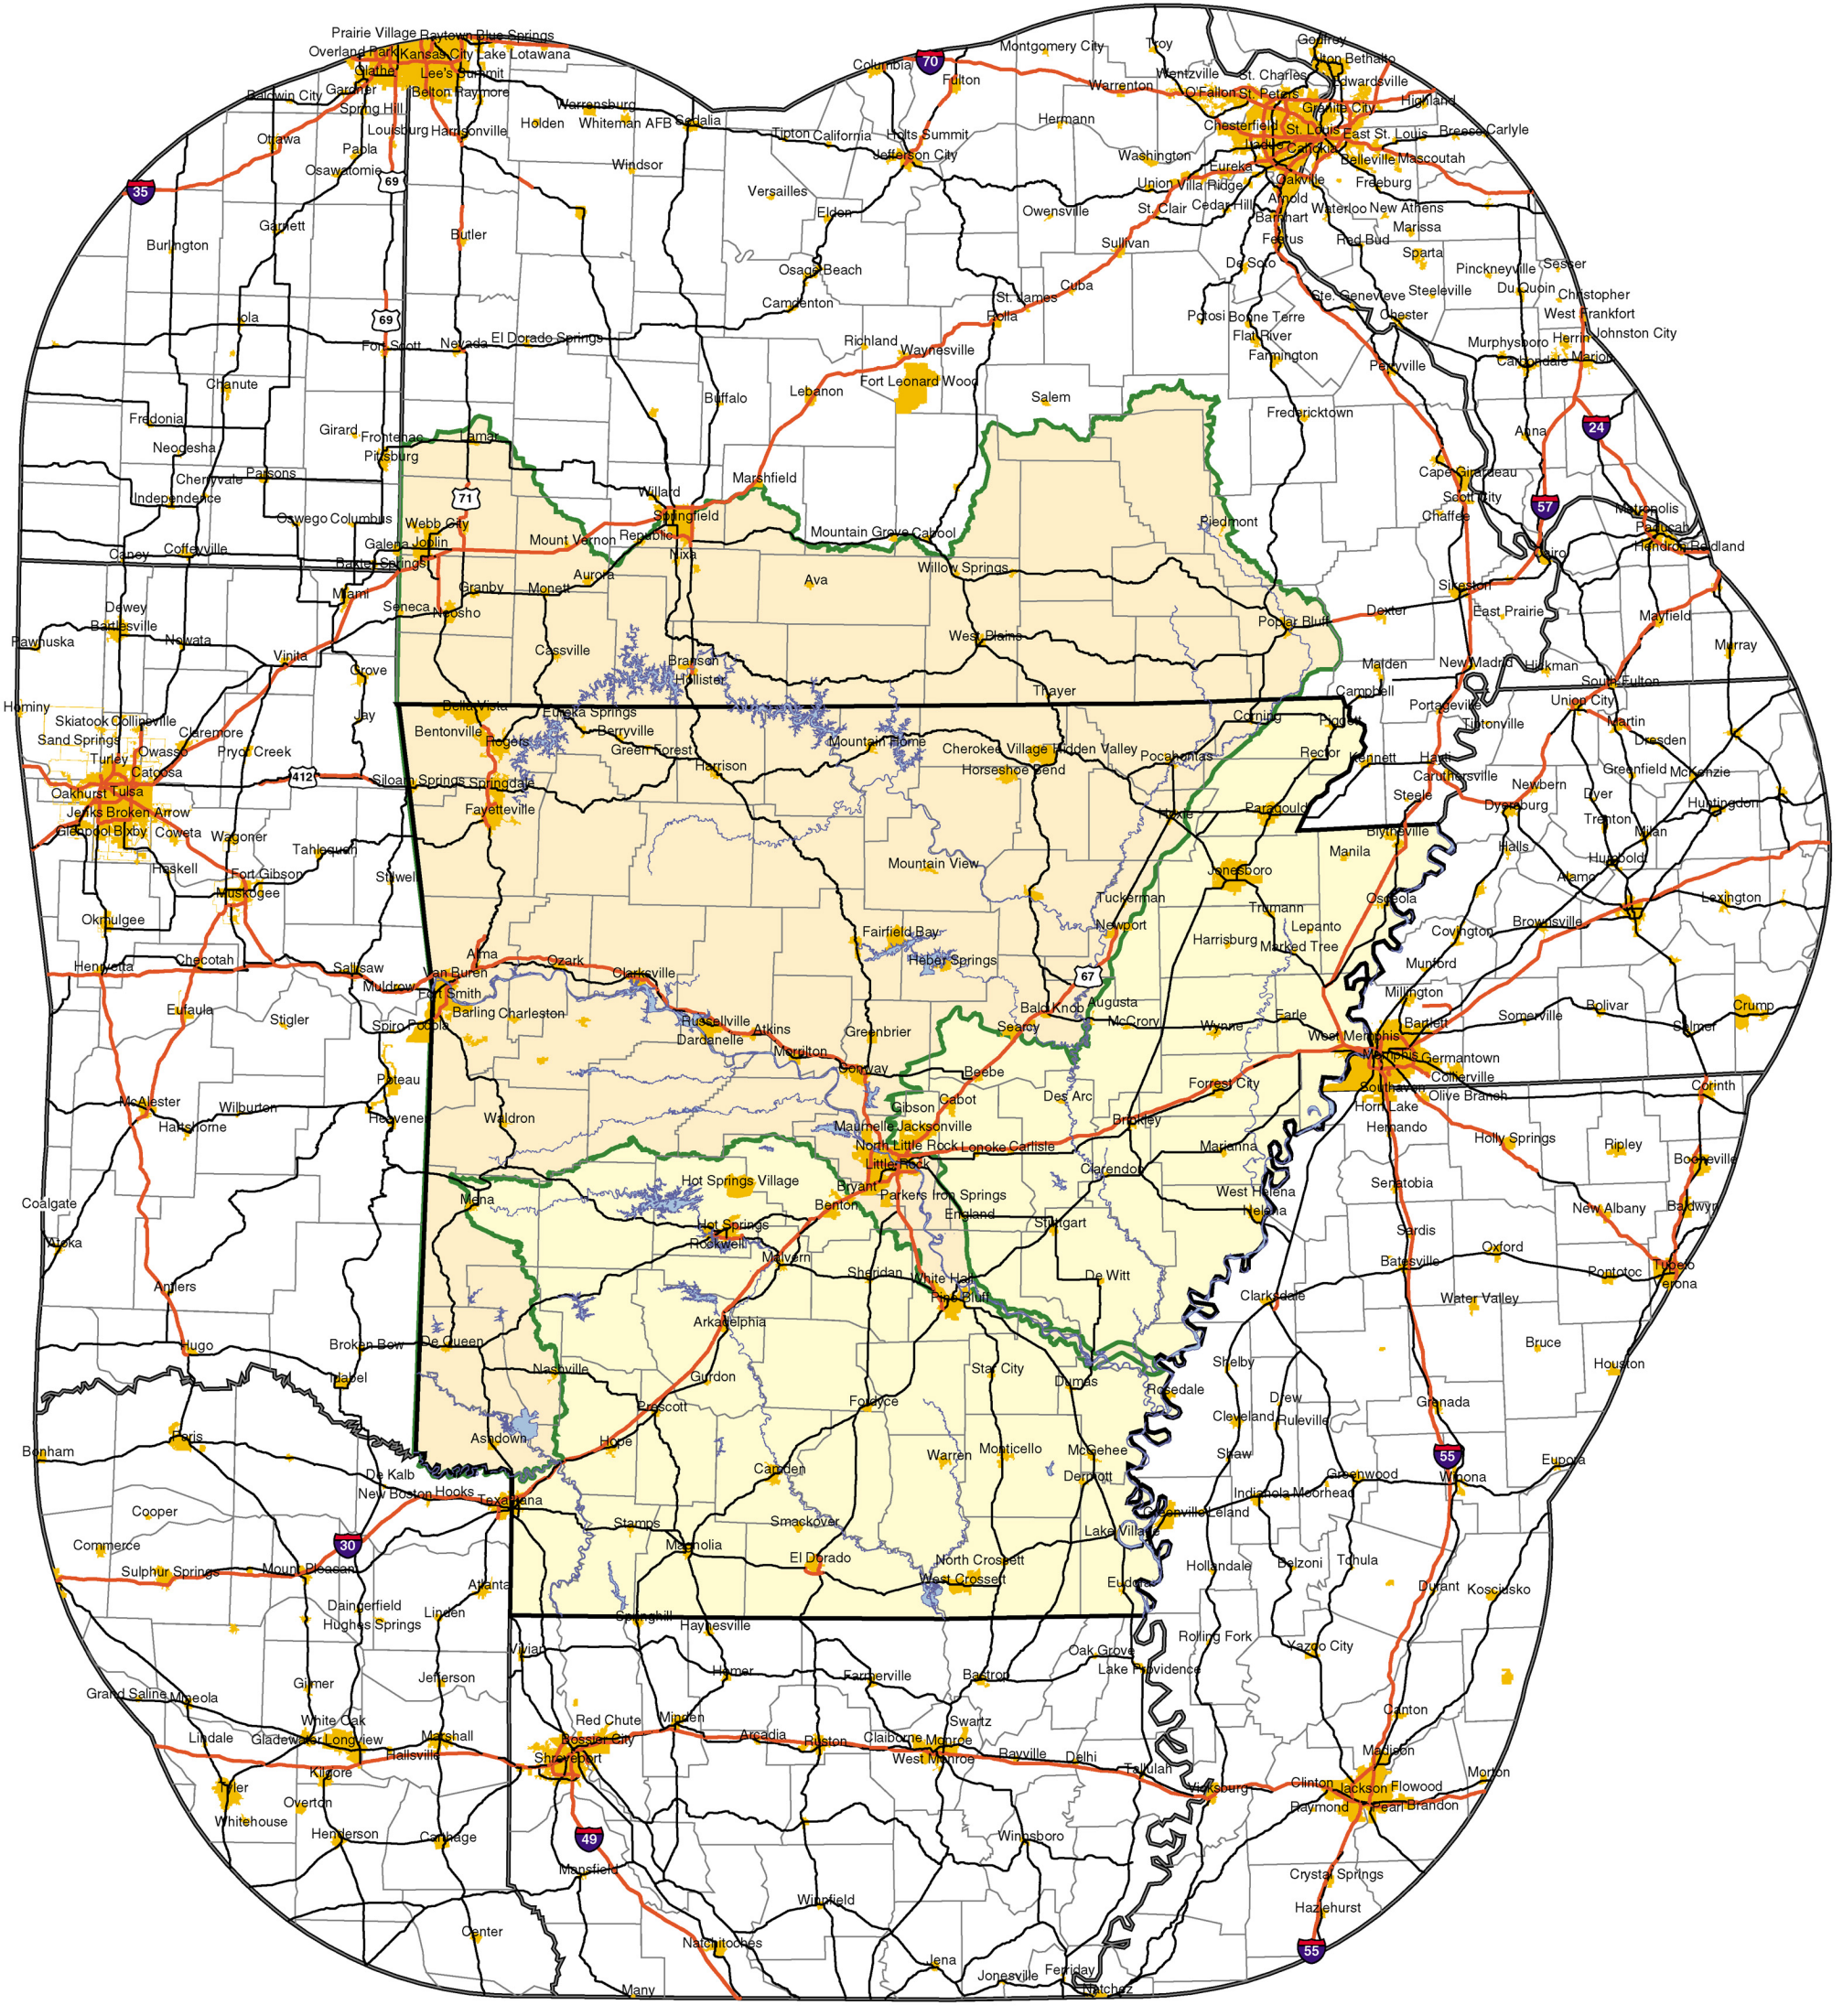 Prairie Village Raytown Blue Springs
Overland Park Kansas City Lake Lotawana
Olathe Lee's Summit
Baldwin City Gardner Belton Raymore
Spring Hill
Louisburg Harrisonville
Ottawa
Paola
Osawatomie
69
35
Garnett
Burlington
Butler
Warrensburg
Holden Whiteman AFB Sedalia
Windsor
Columbia
70
Fulton
Montgomery City
Troy
Warrenton
Wentzville
O'Fallon St. Peters
St. Charles
Godfrey
Alton Bethalto
Edwardsville
Granite City
Highland
Chesterfield St. Louis East St. Louis Breese Carlyle
Ladue Cahokia
Belleville Mascoutah
Eureka
Oakville
Freeburg
Tipton California
Holts Summit
Jefferson City
Hermann
Washington
Union Villa Ridge
St. Clair Cedar Hill
Arnold
Barnhart
Waterloo New Athens
Marissa
Festus
Red Bud
Sparta
Versailles
Eldon
Owensville
Sullivan
De Soto
Pinckneyville Sesser
Osage Beach
Camdenton
Cuba
St. James
Rolla
Ste. Genevieve Steeleville
Du Quoin Christopher
West Frankfort
Chester
Potosi Bonne Terre
Flat River
Farmington
Murphysboro Herrin Johnston City
Carbondale Marion
Perryville
Iola
69
Fort Scott
Nevada El Dorado Springs
Richland
Waynesville
Fort Leonard Wood
Lebanon
Buffalo
Salem
Fredericktown
Chanute
Fredonia
Neodesha
Girard Frontenac
Pittsburg
Lamar
Anna
24
Cherryvale Parsons
Independence
Cape Girardeau
Scott City
Chaffee
57
Metropolis
Paducah
Hendron Reidland
Cairo
Marshfield
Willard
Springfield
71
Oswego Columbus
Webb City
Galena Joplin
Mount Vernon Republic
Nixa
Mountain Grove Cabool
Piedmont
Caney Coffeyville
Baxter Springs
Aurora
Ava
Willow Springs
Miami
Granby Monett
Seneca
Neosho
Sikeston
East Prairie
Dexter
Mayfield
Murray
Dewey
Bartlesville
Pawhuska
Nowata
Vinita
Grove
Cassville
Branson
Hollister
West Plains
Poplar Bluff
Malden
New Madrid Hickman
South Fulton
Thayer
Campbell
Portageville
Union City
Martin
Tiptonville
Dresden
Hominy
Skiatook Collinsville
Sand Springs
Claremore
Owasso Pryor Creek
Turley
Catoosa
412
Oakhurst Tulsa
Jenks Broken Arrow
Glenpool Bixby Coweta
Wagoner
Jay
Bella Vista
Bentonville
Rogers
Eureka Springs
Berryville
Green Forest
Harrison
Siloam Springs Springdale
Fayetteville
Mountain Home
Cherokee Village Hidden Valley
Horseshoe Bend
Pocahontas
Corning
Piggott
Rector
Kennett
Hayti
Caruthersville
Steele
Greenfield McKenzie
Newbern
Dyersburg
Dyer
Trenton
Huntingdon
Milan
Hoxie
Paragould
Blytheville
Manila
Halls
Humboldt
Alamo
Haskell
Tahlequah
Fort Gibson
Muskogee
Stilwell
Okmulgee
Mountain View
Jonesboro
Tuckerman
Newport
Trumann
Osceola
Lepanto
Marked Tree
Harrisburg
Covington
Brownsville
Lexington
Henryetta
Checotah
Sallisaw
Muldrow
Alma
Van Buren
Fort Smith
Ozark
Clarksville
Fairfield Bay
Heber Springs
67
Munford
Millington
Eufaula
Stigler
Spiro Pocola
Barling Charleston
Russellville
Dardanelle
Atkins
Morrilton
Greenbrier
Conway
Searcy
Bald Knob Augusta
McCrory
Wynne
Earle
West Memphis
Memphis
Bartlett
Germantown
Collierville
Somerville
Bolivar
Selmer
Crump
Poteau
McAlester
Wilburton
Hartshorne
Heavener
Waldron
Beebe
Cabot
Gibson
Des Arc
Forrest City
Brinkley
Southaven
Horn Lake
Olive Branch
Hernando
Corinth
Maumelle Jacksonville
North Little Rock Lonoke Carlisle
Little Rock
Marianna
Clarendon
Holly Springs
Ripley
Booneville
Coalgate
Atoka
Mena
Hot Springs Village
Bryant
Benton
Parkers Iron Springs
England
West Helena
Helena
Senatobia
Sardis
New Albany
Baldwyn
Hot Springs
Rockwell
Malvern
Stuttgart
Oxford
Batesville
Pontotoc
Tupelo
Verona
Antlers
Sheridan
White Hall
Pine Bluff
De Witt
Clarksdale
Water Valley
Hugo
Broken Bow
De Queen
Arkadelphia
Bruce
Houston
Idabel
Nashville
Gurdon
Star City
Dumas
Rosedale
Shelby
Drew
Cleveland Ruleville
Grenada
Paris
Bonham
Prescott
Fordyce
Ashdown
Hope
Warren
Monticello
McGehee
Dermott
Shaw
55
Winona
Eupora
Greenwood
Indianola Moorhead
De Kalb
New Boston Hooks
Texarkana
Camden
Greenville Leland
Cooper
Commerce
30
Stamps
Smackover
Lake Village
Magnolia
El Dorado
North Crossett
West Crossett
Eudora
Hollandale
Belzoni Tchula
Durant Kosciusko
Sulphur Springs
Mount Pleasant
Atlanta
Daingerfield
Hughes Springs
Linden
Springhill
Haynesville
Vivian
Oak Grove
Lake Providence
Rolling Fork
Yazoo City
Jefferson
Homer
Farmerville
Bastrop
Gilmer
Grand Saline Mineola
White Oak
Lindale
Gladewater Longview
Marshall
Hallsville
Kilgore
Red Chute
Bossier City
Shreveport
Minden
Arcadia
Ruston
Claiborne Monroe
West Monroe
Swartz
Rayville
Delhi
Tallulah
Vicksburg
Canton
Madison
Clinton Jackson Flowood
Raymond Pearl Brandon
Morton
Tyler
Whitehouse
Overton
Henderson
Carthage
49
Mansfield
Winnsboro
Crystal Springs
Hazlehurst
55
Center
Winnfield
Natchitoches
Jena
Jonesville
Ferriday
Natchez
Many